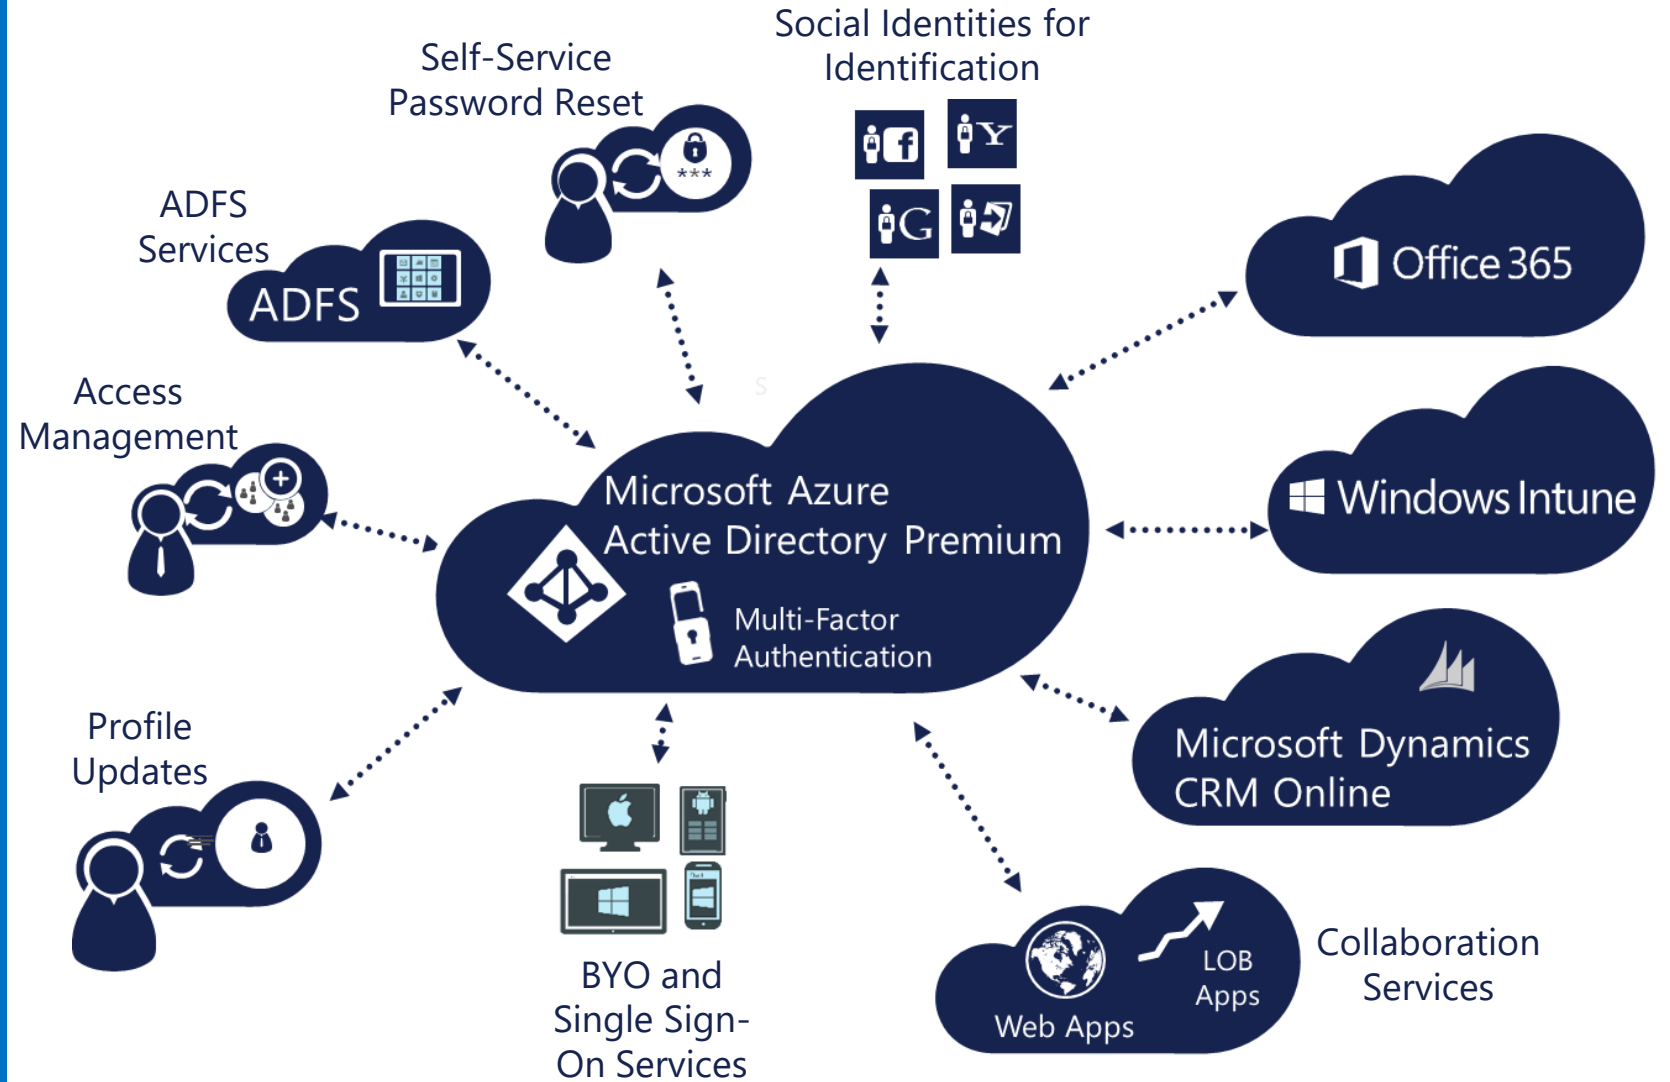 Social Identities for
Identification
Self-Service
Password Reset
***
f
Y
G
ADFS
Services
ADFS
Office 365
Access
Management
S
Microsoft Azure
Active Directory Premium
Multi-Factor
Authentication
Windows Intune
Profile
Updates
Microsoft Dynamics
CRM Online
BYO and
Single Sign-
On Services
LOB
Apps
Web Apps
Collaboration
Services